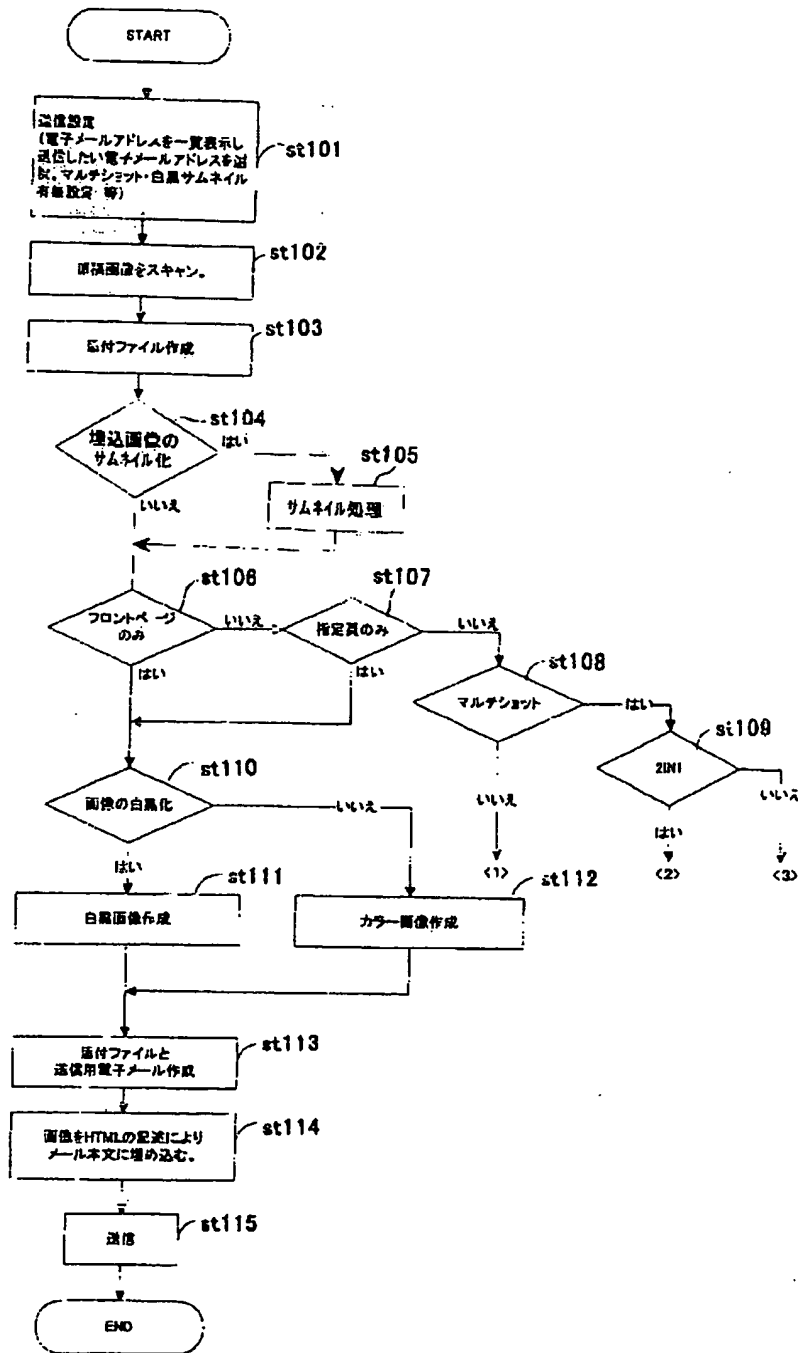 START
送信設定
(電子メールアドレスを一覧表示し
送信したい電子メールアドレスを選
択。マルチショット・白黒サムネイル
有無設定 等)
st101
st102
原稿画像をスキャン。
st103
添付ファイル作成
st104
埋込画像の
サムネイル化
はい
st105
サムネイル処理
いいえ
st106
フロントページ
のみ
いいえ
st107
指定頁のみ
いいえ
はい
はい
st108
マルチショット
はい
st109
2IN1
いいえ
st110
画像の白黒化
いいえ
いいえ
はい
はい
<1>
<2>
<3>
st111
白黒画像作成
st112
カラー画像作成
st113
添付ファイルと
送信用電子メール作成
st114
画像をHTMLの記述により
メール本文に埋め込む。
st115
送信
END